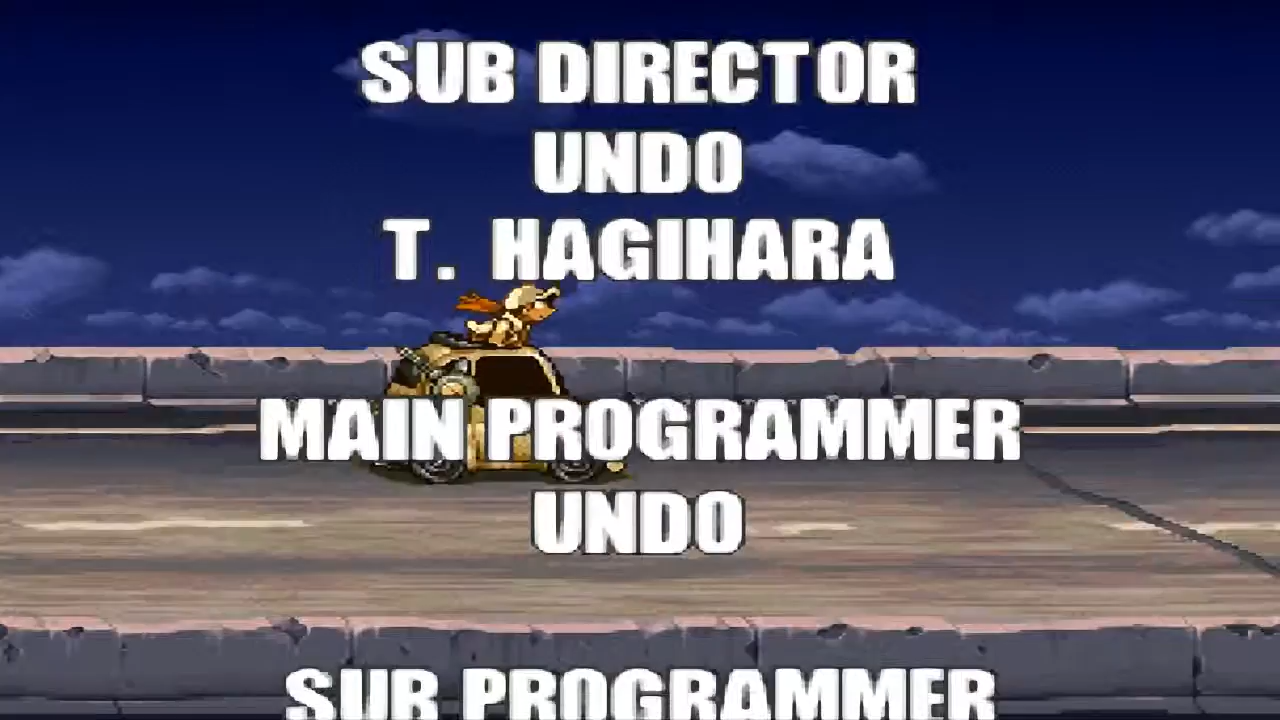 SUB DIRECTOR
UNDO
T. HAGIHARA
MAIN PROGRAMMER
UNDO
SUB PROGRAMMER